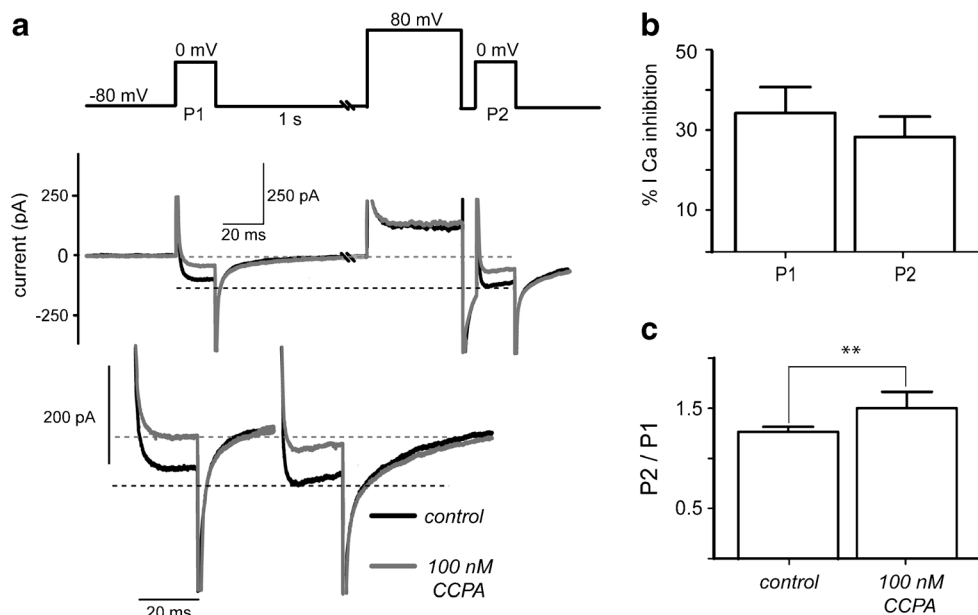 a
80 mV
0 mV
0 mV
-80 mV
P1
1 s
P2
current (pA)
250
0
-250
250 pA
20 ms
200 pA
20 ms
control
100 nM
CCPA
b
% I Ca inhibition
50
30
10
P1
P2
c
**
P2 / P1
1.5
0.5
control
100 nM
CCPA